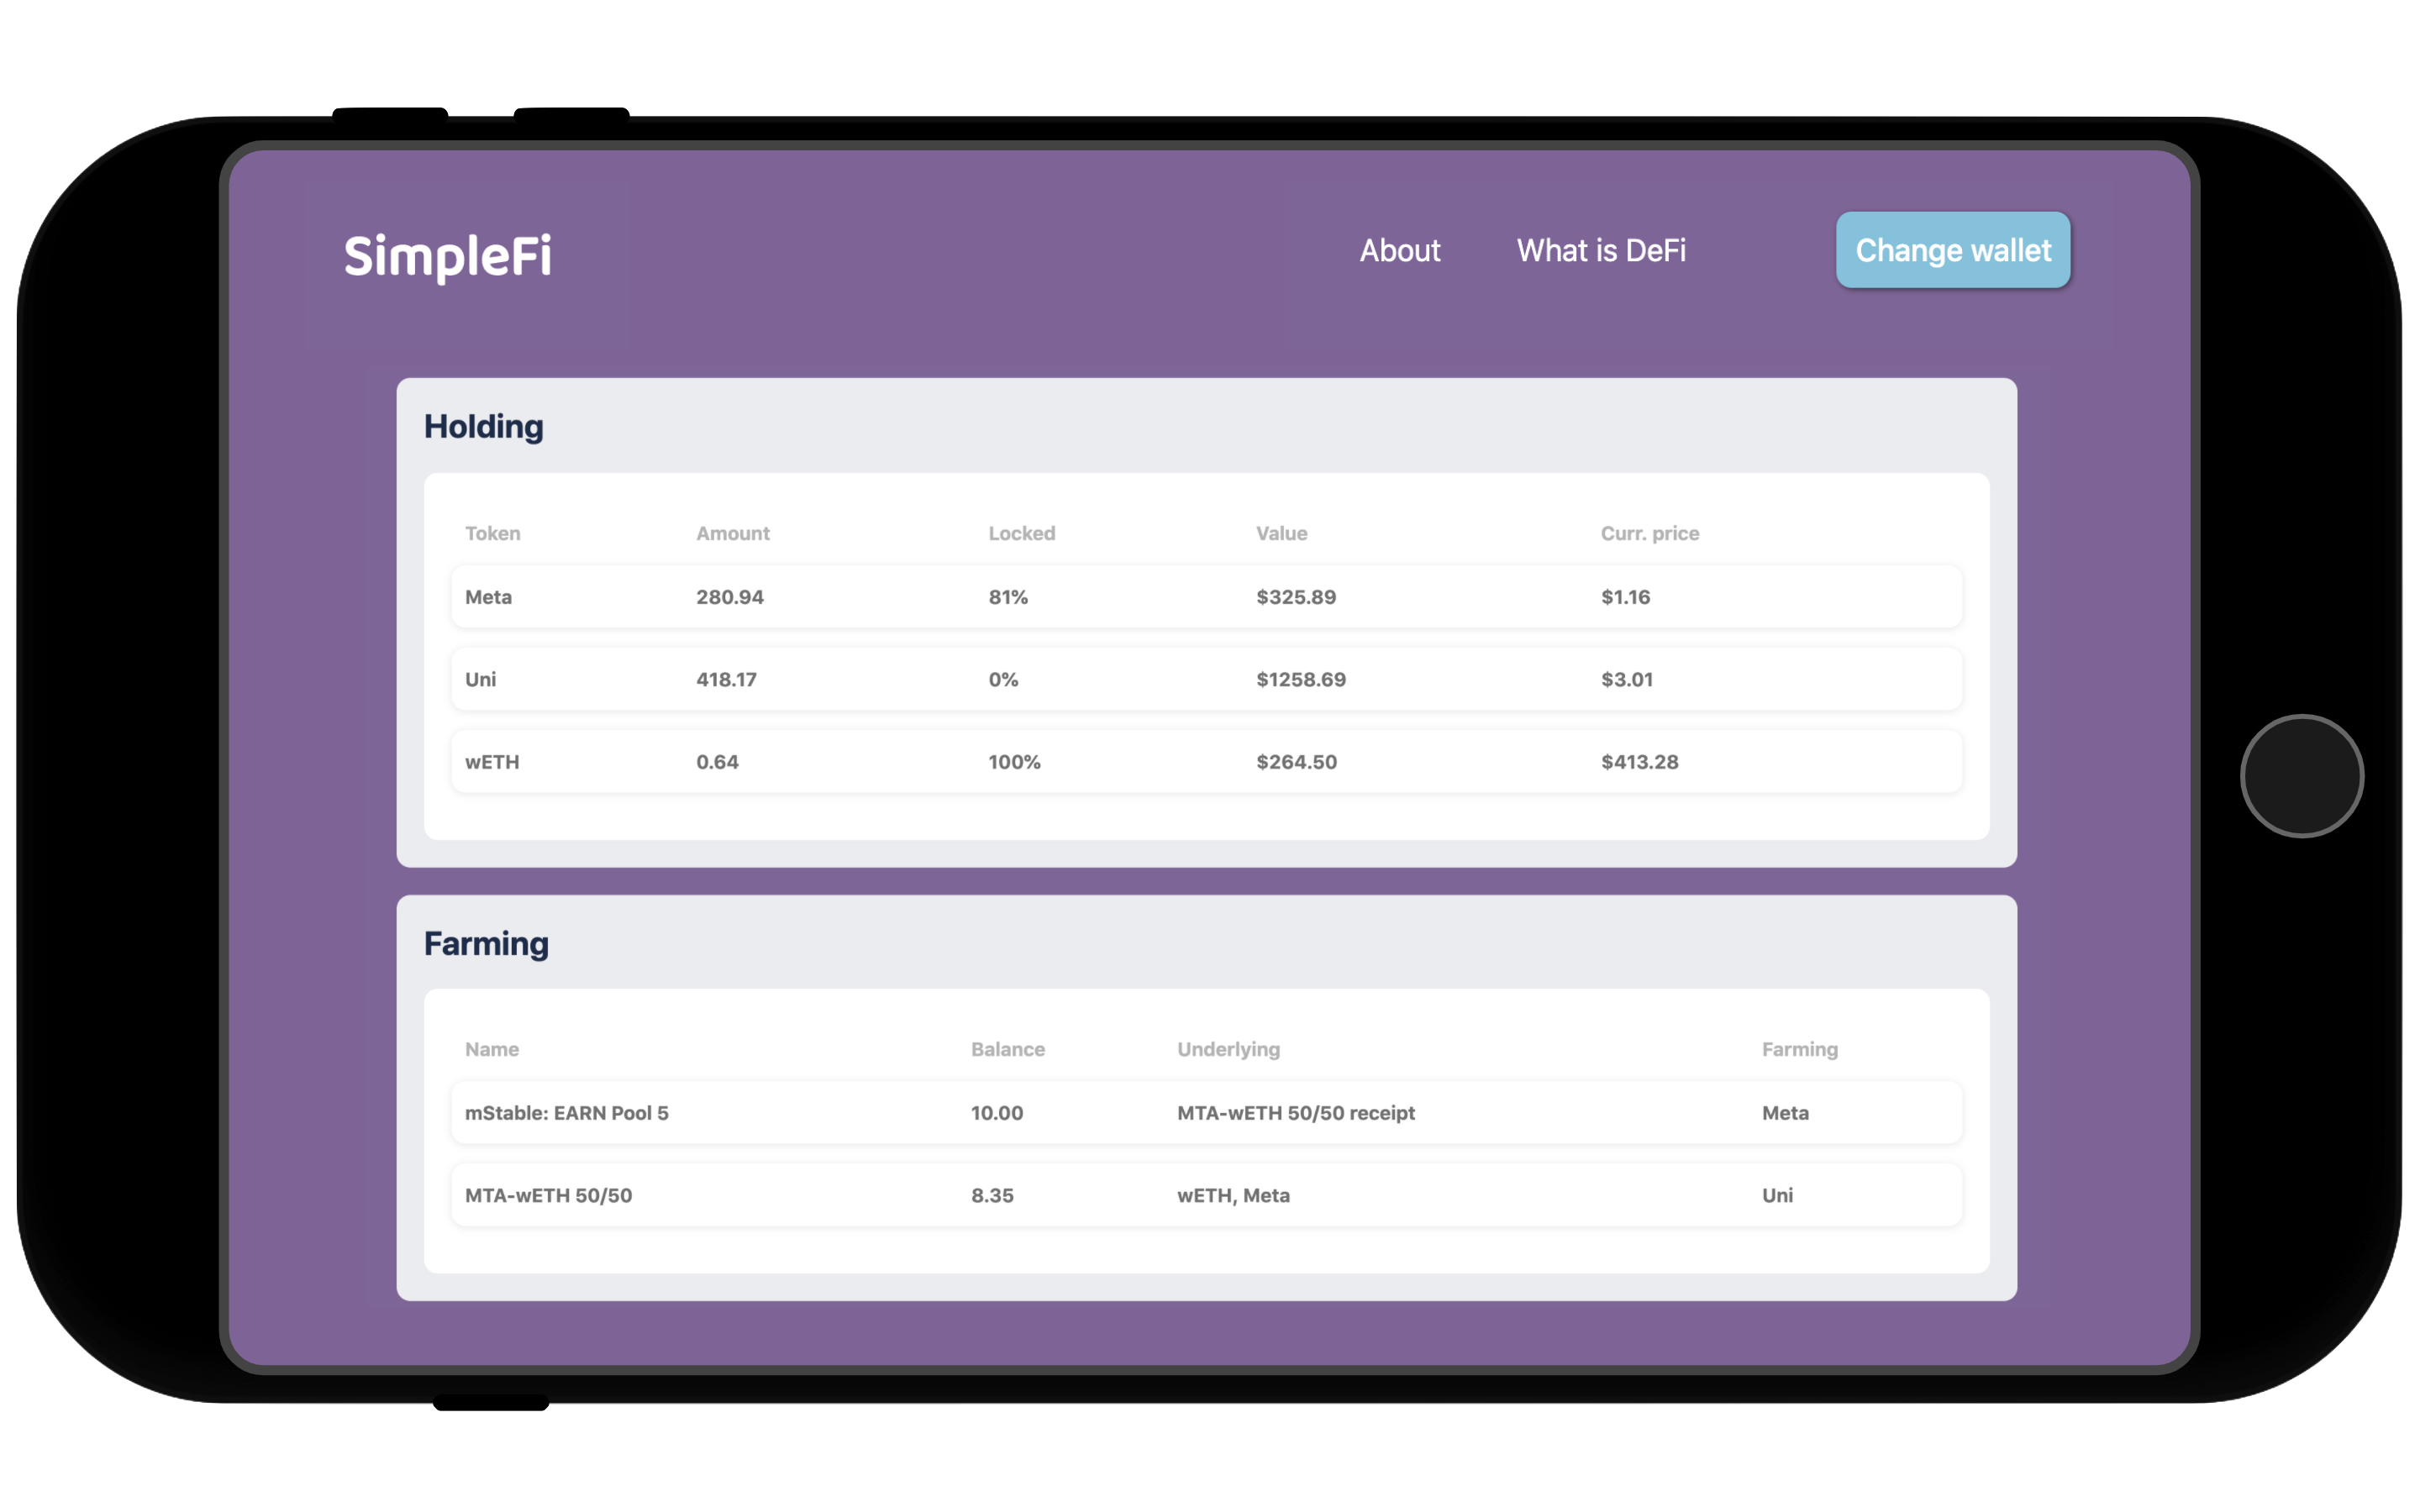 SimpleFi About What is DeFi Change wallet
Holding
Token Amount Locked Value Curr. price
Meta 280.94 81% $325.89 $1.16
Uni 418.17 0% $1258.69 $3.01
wETH 0.64 100% $264.50 $413.28
Farming
Name Balance Underlying Farming
mStable: EARN Pool 5 10.00 MTA-wETH 50/50 receipt Meta
MTA-wETH 50/50 8.35 wETH, Meta Uni